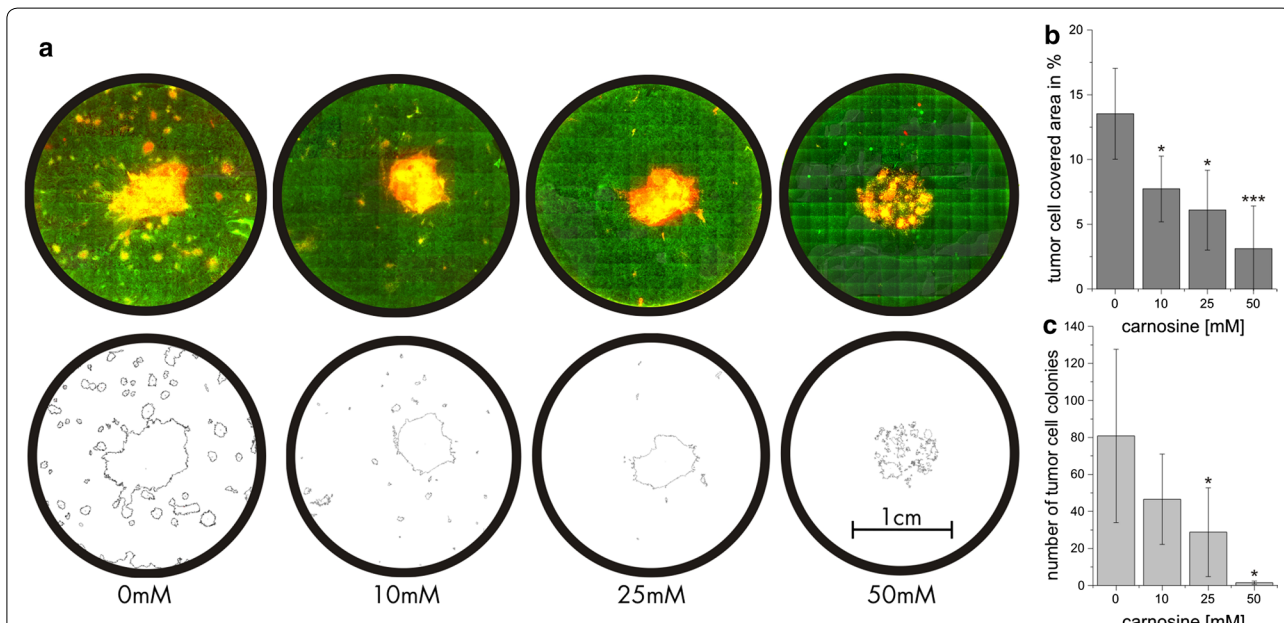 a
1cm
0mM
10mM
25mM
50mM
b
tumor cell covered area in %
20
15
10
5
0
*
*
***
0
10
25
50
carnosine [mM]
c
number of tumor cell colonies
140
120
100
80
60
40
20
0
*
*
0
10
25
50
carnosine [mM]